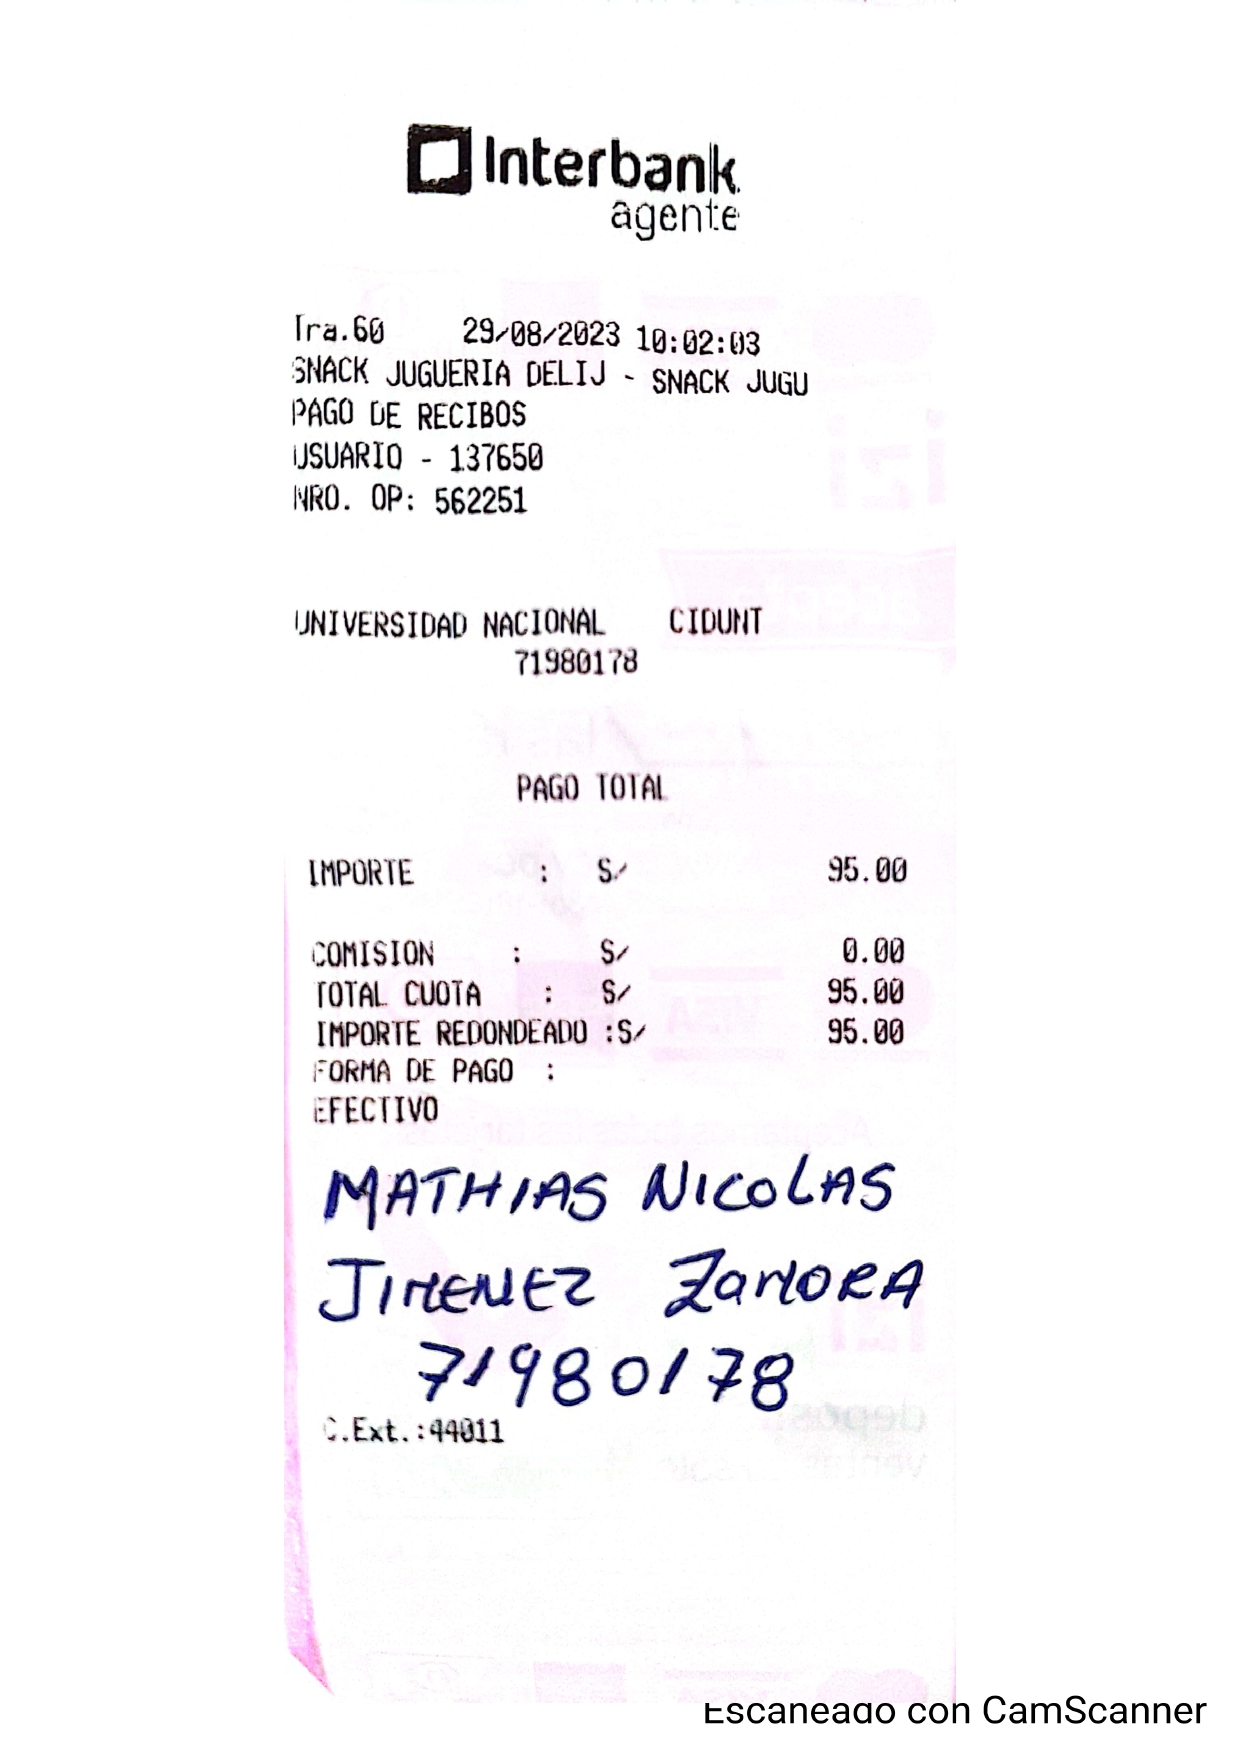 Interbank
agente
Tra.60 29/08/2023 10:02:03
SNACK JUGUERIA DELIJ - SNACK JUGU
PAGO DE RECIBOS
USUARIO - 137650
NRO. OP: 562251
UNIVERSIDAD NACIONAL CIDUNT
71980178
PAGO TOTAL
IMPORTE : S/ 95.00
COMISION : S/ 0.00
TOTAL CUOTA : S/ 95.00
IMPORTE REDONDEADO :S/ 95.00
FORMA DE PAGO :
EFECTIVO
MATHIAS NICOLAS
JIMENEZ ZAMORA
71980178
C.Ext.:44011
Escaneado con CamScanner